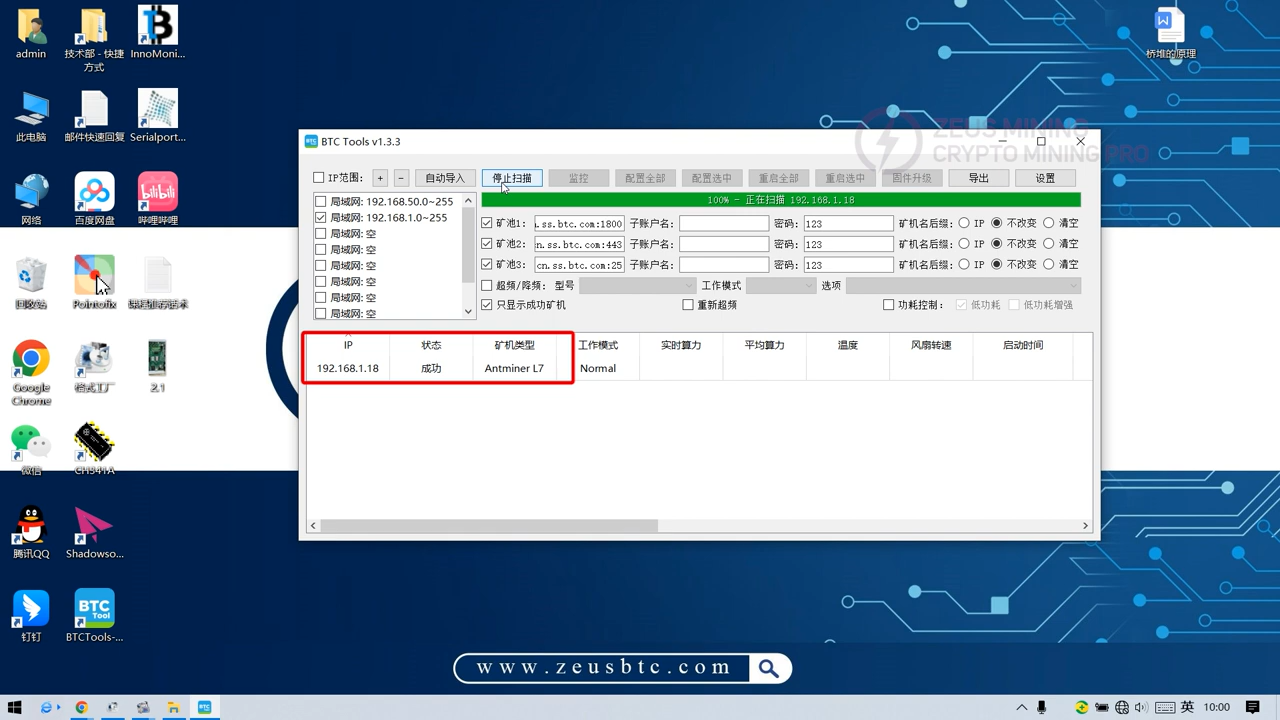 admin
技术部 - 快捷方式
InnoMoni...
此电脑
邮件快速回复
Serialport...
网络
百度网盘
哔哩哔哩
回收站
Pointofix
Google Chrome
格式工厂
2.1
微信
CH341A
腾讯QQ
Shadowso...
钉钉
BTC Tool
BTCTools-...
桥堆的原理
ZEUS MINING
CRYPTO MINING PRO
BTC Tools v1.3.3
IP范围: + - 自动导入 停止扫描 监控 配置全部 配置选中 重启全部 重启选中 固件升级 导出 设置
局域网: 192.168.50.0~255
局域网: 192.168.1.0~255
局域网: 空
局域网: 空
局域网: 空
局域网: 空
局域网: 空
局域网: 空
100% - 正在扫描 192.168.1.18
矿池1: .ss.btc.com:1800 子账户名: 密码: 123 矿机名后缀: IP 不改变 清空
矿池2: n.ss.btc.com:443 子账户名: 密码: 123 矿机名后缀: IP 不改变 清空
矿池3: cn.ss.btc.com:25 子账户名: 密码: 123 矿机名后缀: IP 不改变 清空
超频/降频: 型号 工作模式 选项
只显示成功矿机 重新超频 功耗控制: 低功耗 低功耗增强
IP 状态 矿机类型 工作模式 实时算力 平均算力 温度 风扇转速 启动时间
192.168.1.18 成功 Antminer L7 Normal
www.zeusbtc.com
英 10:00